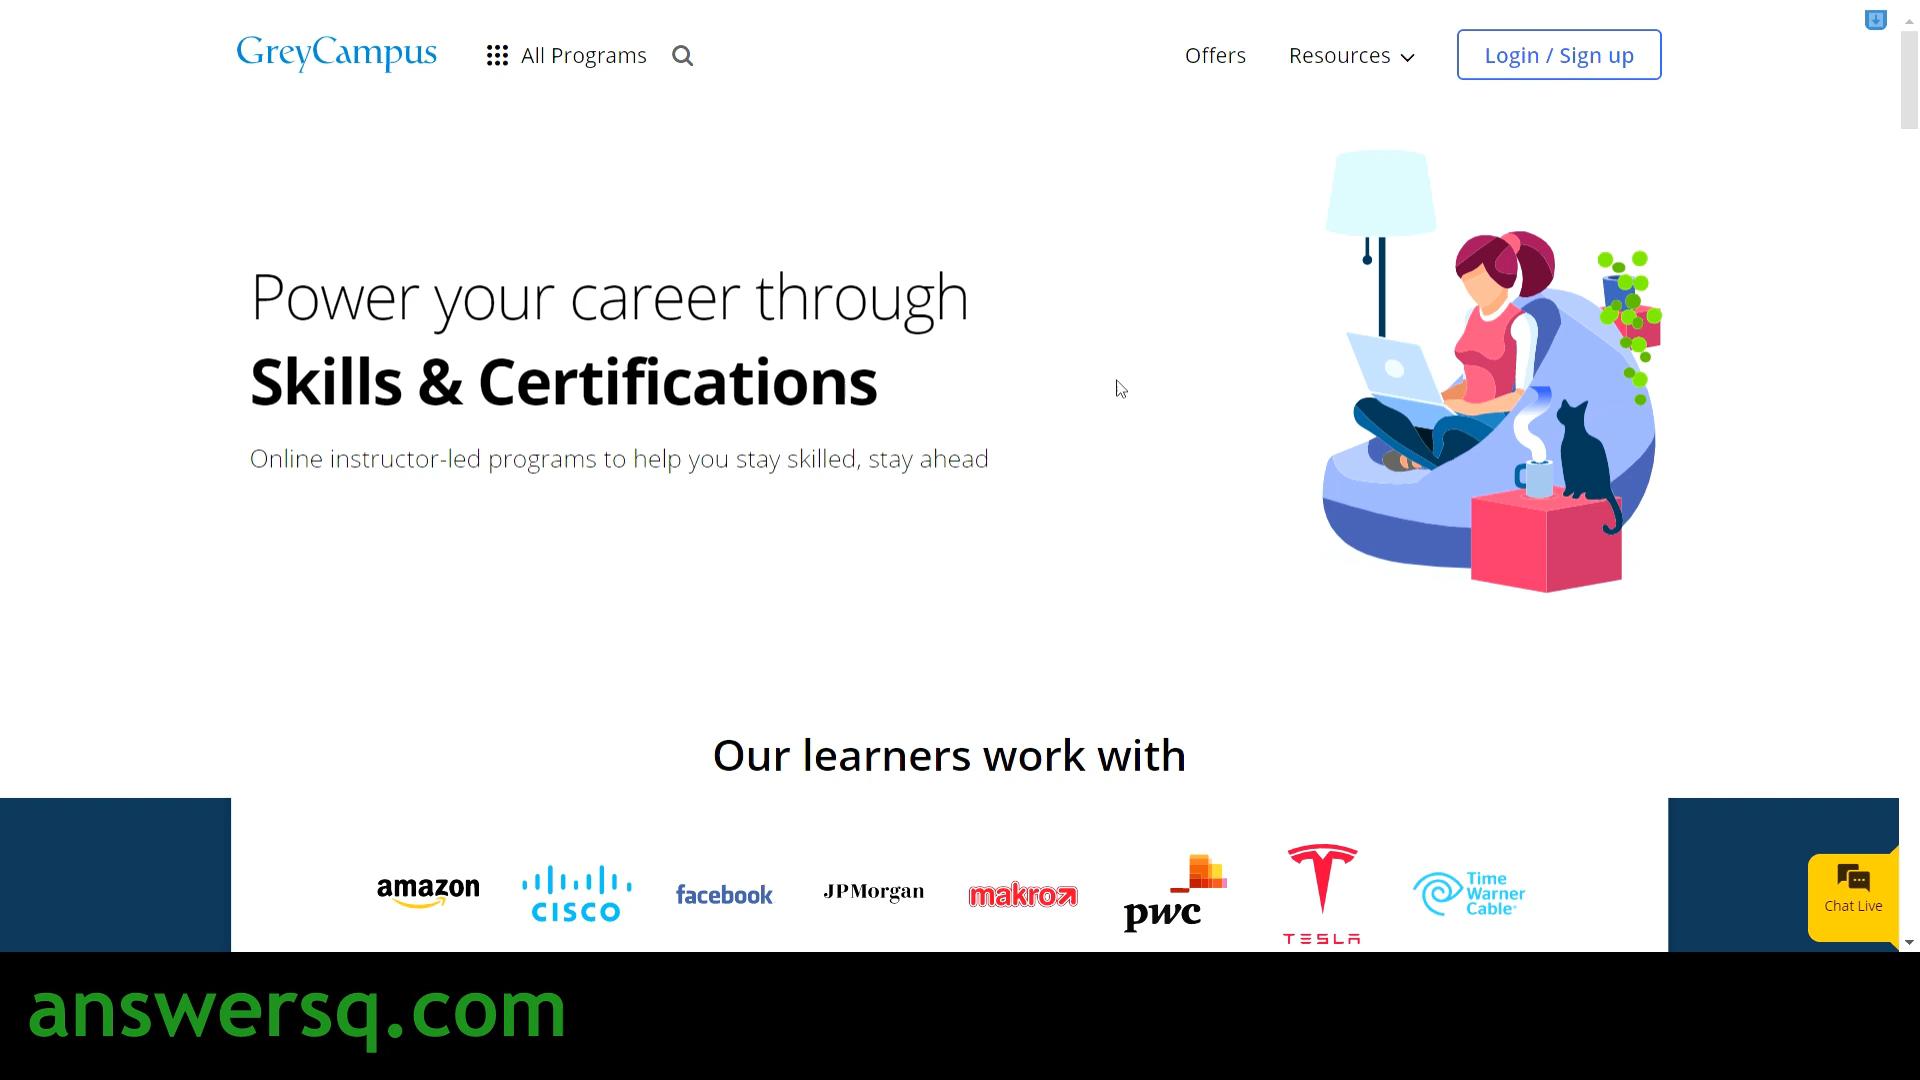 GreyCampus All Programs Offers Resources Login / Sign up
Power your career through
Skills & Certifications
Online instructor-led programs to help you stay skilled, stay ahead
Our learners work with
amazon
CISCO
facebook
J.P.Morgan
makro
pwc
TESLA
Time
Warner
Cable
Chat Live
answersq.com